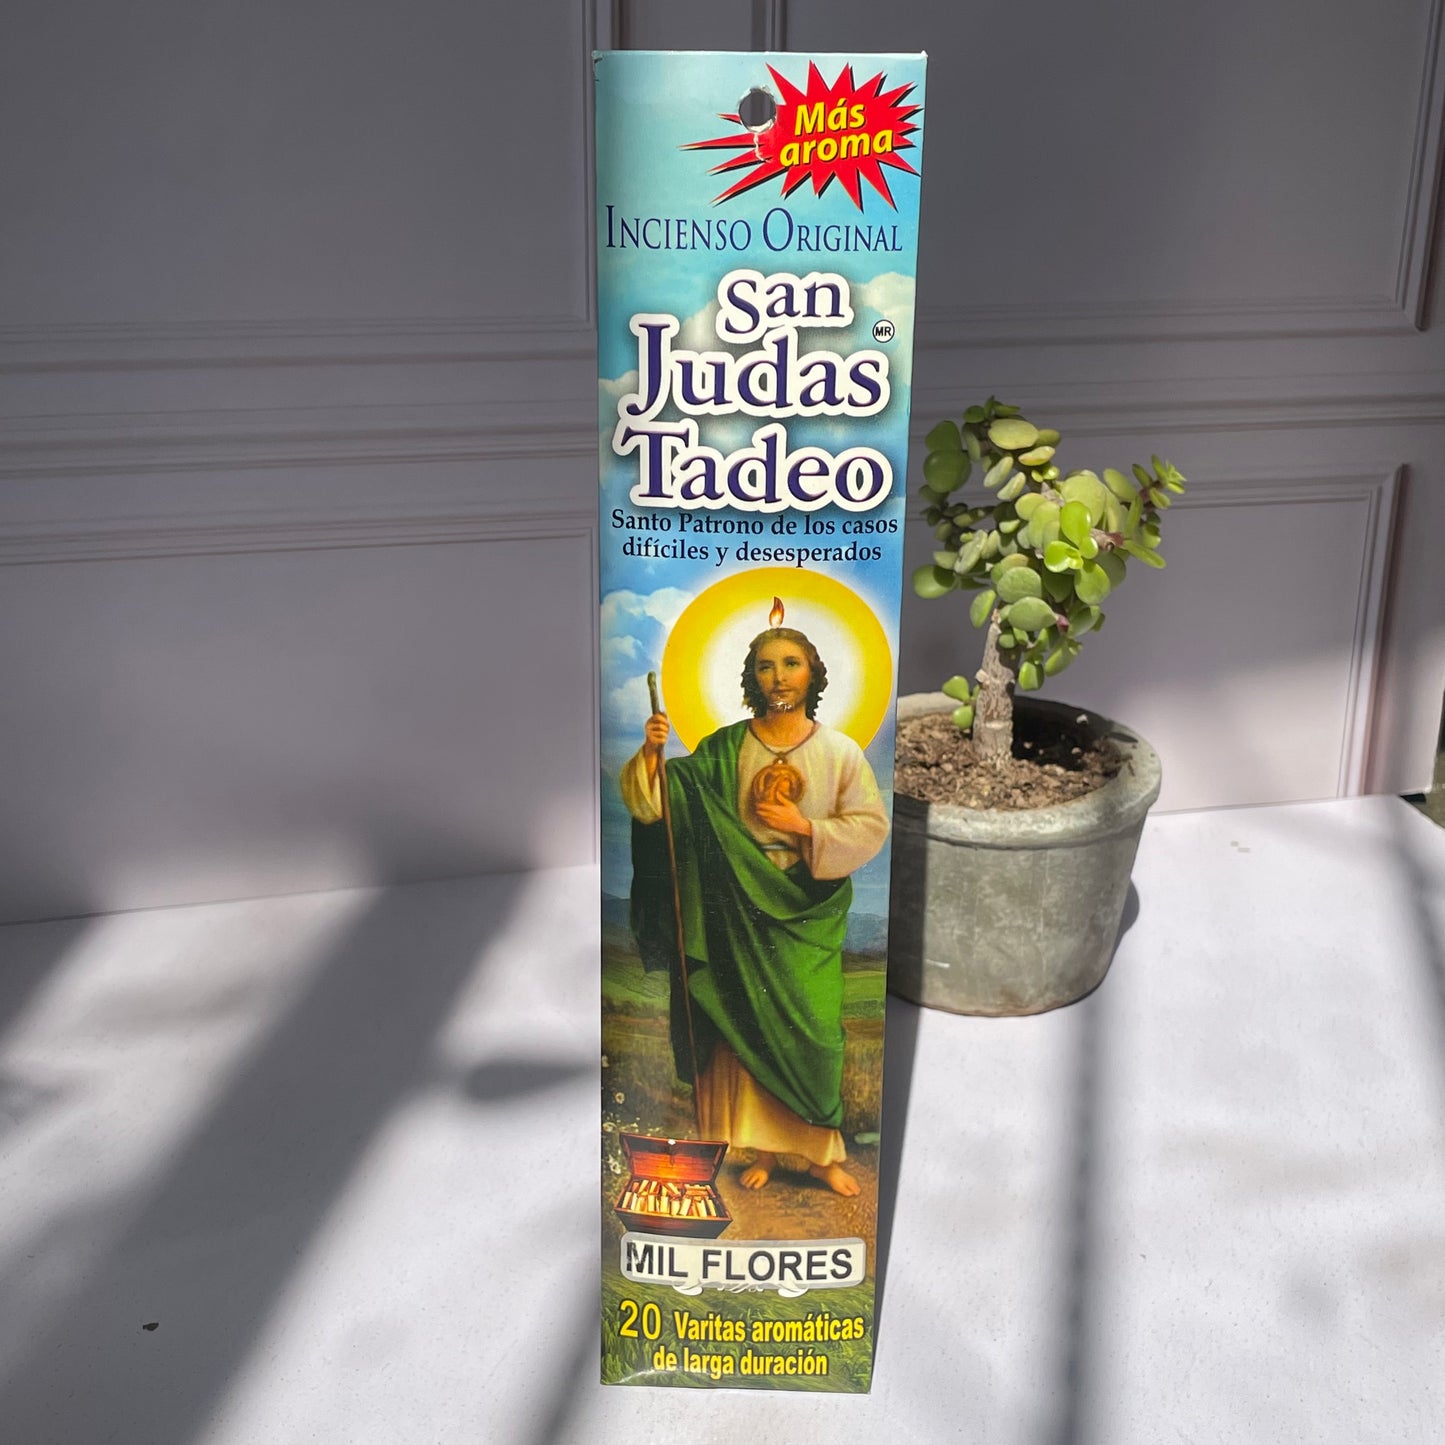 Más
aroma
INCIENSO ORIGINAL
San
Judas
MR
Tadeo
Santo Patrono de los casos
difíciles y desesperados
MIL FLORES
20 Varitas aromáticas
de larga duración